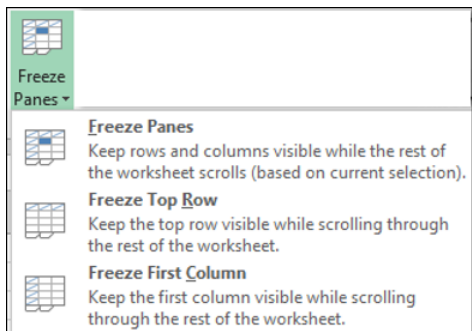 Freeze
Panes
Freeze Panes
Keep rows and columns visible while the rest of
the worksheet scrolls (based on current selection).
Freeze Top Row
Keep the top row visible while scrolling through
the rest of the worksheet.
Freeze First Column
Keep the first column visible while scrolling
through the rest of the worksheet.